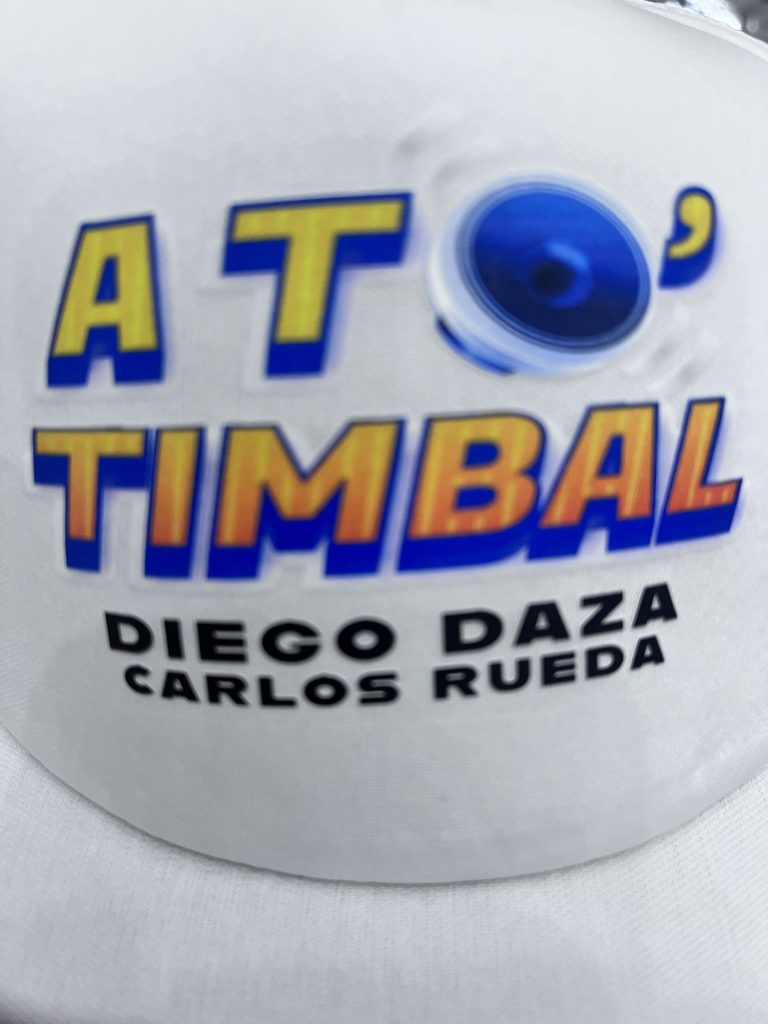 A TO'
TIMBAL
DIEGO DAZA
CARLOS RUEDA